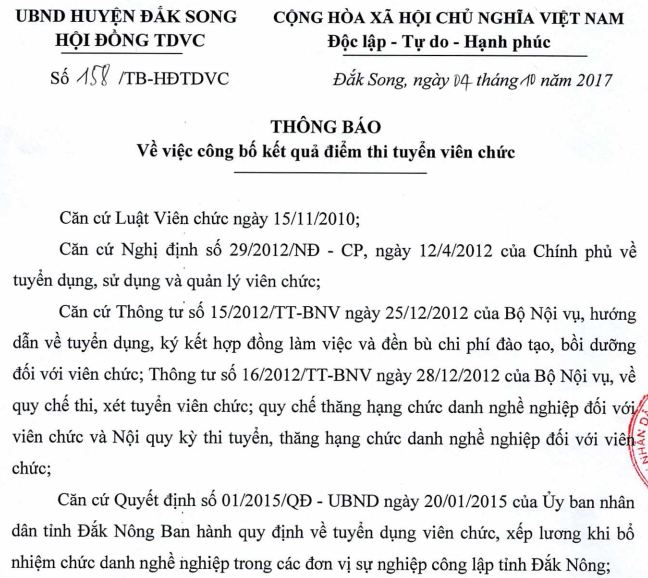 UBND HUYỆN ĐẮK SONG
HỘI ĐỒNG TDVC
Số 158 /TB-HĐTDVC
CỘNG HÒA XÃ HỘI CHỦ NGHĨA VIỆT NAM
Độc lập - Tự do - Hạnh phúc
Đắk Song, ngày 04 tháng 10 năm 2017
THÔNG BÁO
Về việc công bố kết quả điểm thi tuyển viên chức
Căn cứ Luật Viên chức ngày 15/11/2010;
Căn cứ Nghị định số 29/2012/NĐ - CP, ngày 12/4/2012 của Chính phủ về
tuyển dụng, sử dụng và quản lý viên chức;
Căn cứ Thông tư số 15/2012/TT-BNV ngày 25/12/2012 của Bộ Nội vụ, hướng
dẫn về tuyển dụng, ký kết hợp đồng làm việc và đền bù chi phí đào tạo, bồi dưỡng
đối với viên chức; Thông tư số 16/2012/TT-BNV ngày 28/12/2012 của Bộ Nội vụ, về
quy chế thi, xét tuyển viên chức; quy chế thăng hạng chức danh nghề nghiệp đối với
viên chức và Nội quy kỳ thi tuyển, thăng hạng chức danh nghề nghiệp đối với viên
chức;
Căn cứ Quyết định số 01/2015/QĐ - UBND ngày 20/01/2015 của Ủy ban nhân
dân tỉnh Đắk Nông Ban hành quy định về tuyển dụng viên chức, xếp lương khi bổ
nhiệm chức danh nghề nghiệp trong các đơn vị sự nghiệp công lập tỉnh Đắk Nông;
NHÂN D